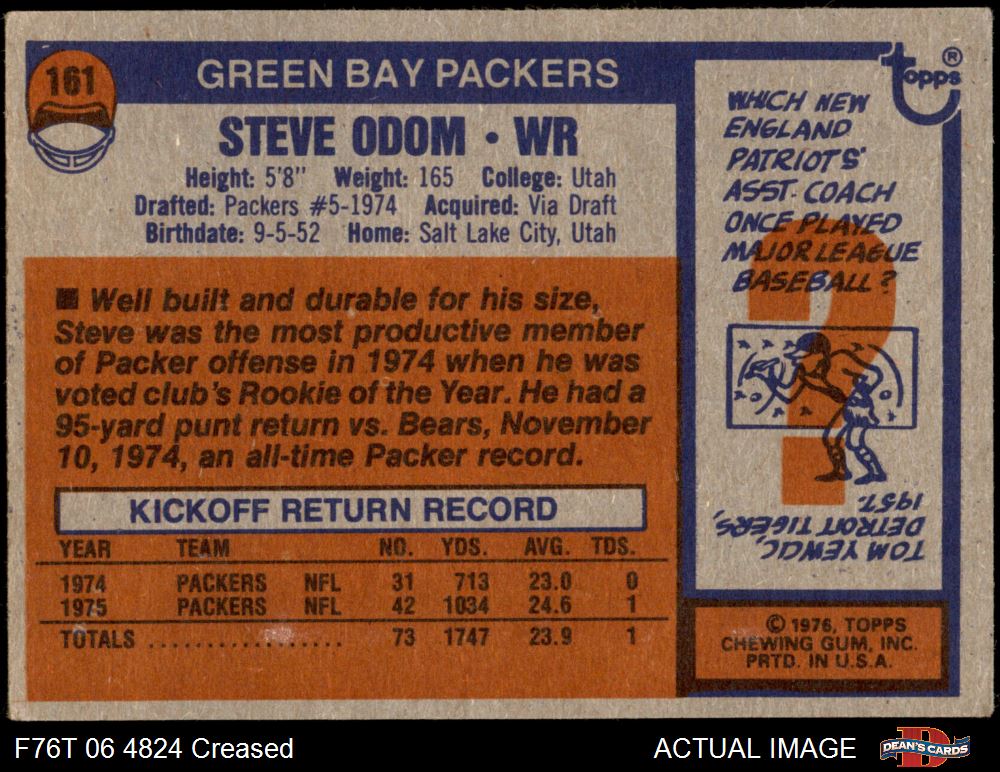 161
GREEN BAY PACKERS
STEVE ODOM • WR
Height: 5'8" Weight: 165 College: Utah
Drafted: Packers #5-1974 Acquired: Via Draft
Birthdate: 9-5-52 Home: Salt Lake City, Utah
■ Well built and durable for his size,
Steve was the most productive member
of Packer offense in 1974 when he was
voted club's Rookie of the Year. He had a
95-yard punt return vs. Bears, November
10, 1974, an all-time Packer record.
KICKOFF RETURN RECORD
YEAR TEAM NO. YDS. AVG. TDS.
1974 PACKERS NFL 31 713 23.0 0
1975 PACKERS NFL 42 1034 24.6 1
TOTALS .................. 73 1747 23.9 1
topps®
WHICH NEW
ENGLAND
PATRIOTS'
ASST. COACH
ONCE PLAYED
MAJOR LEAGUE
BASEBALL?
?
TOM YEWCIC,
DETROIT TIGERS,
1957.
© 1976, TOPPS
CHEWING GUM, INC.
PRTD. IN U.S.A.
F76T 06 4824 Creased
ACTUAL IMAGE
DEAN'S CARDS